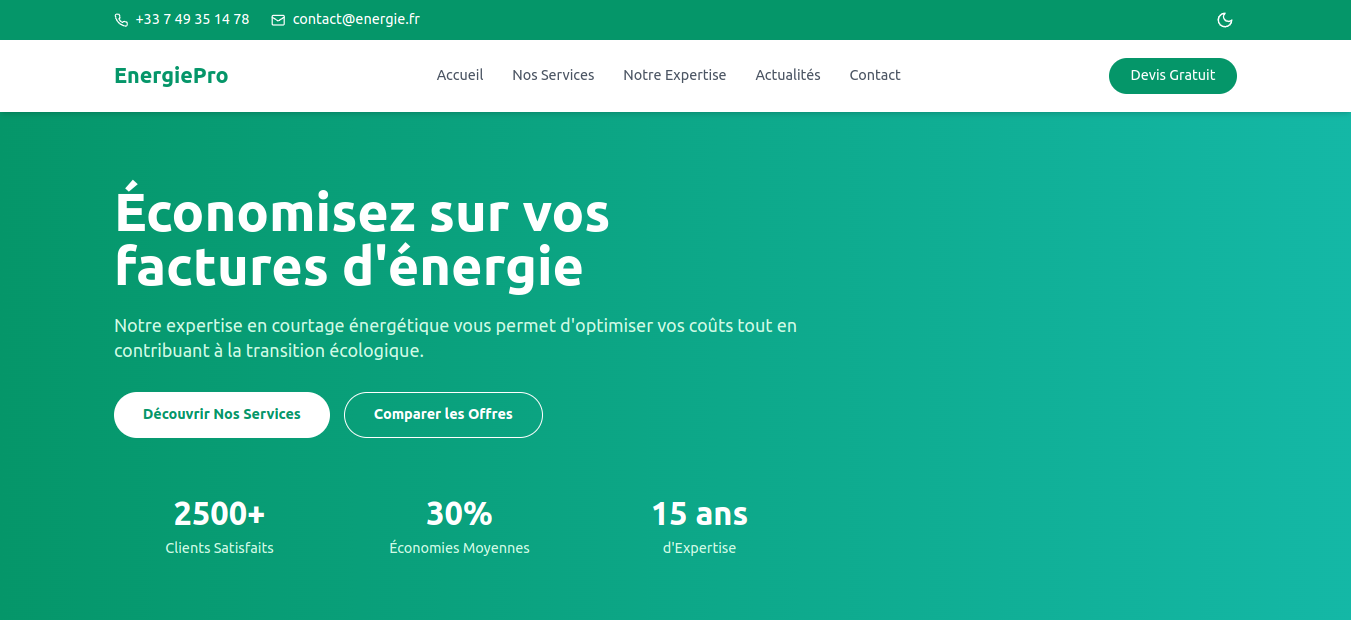 +33 7 49 35 14 78
contact@energie.fr
EnergiePro
Accueil
Nos Services
Notre Expertise
Actualités
Contact
Devis Gratuit
Économisez sur vos
factures d'énergie
Notre expertise en courtage énergétique vous permet d'optimiser vos coûts tout en
contribuant à la transition écologique.
Découvrir Nos Services
Comparer les Offres
2500+
Clients Satisfaits
30%
Économies Moyennes
15 ans
d'Expertise